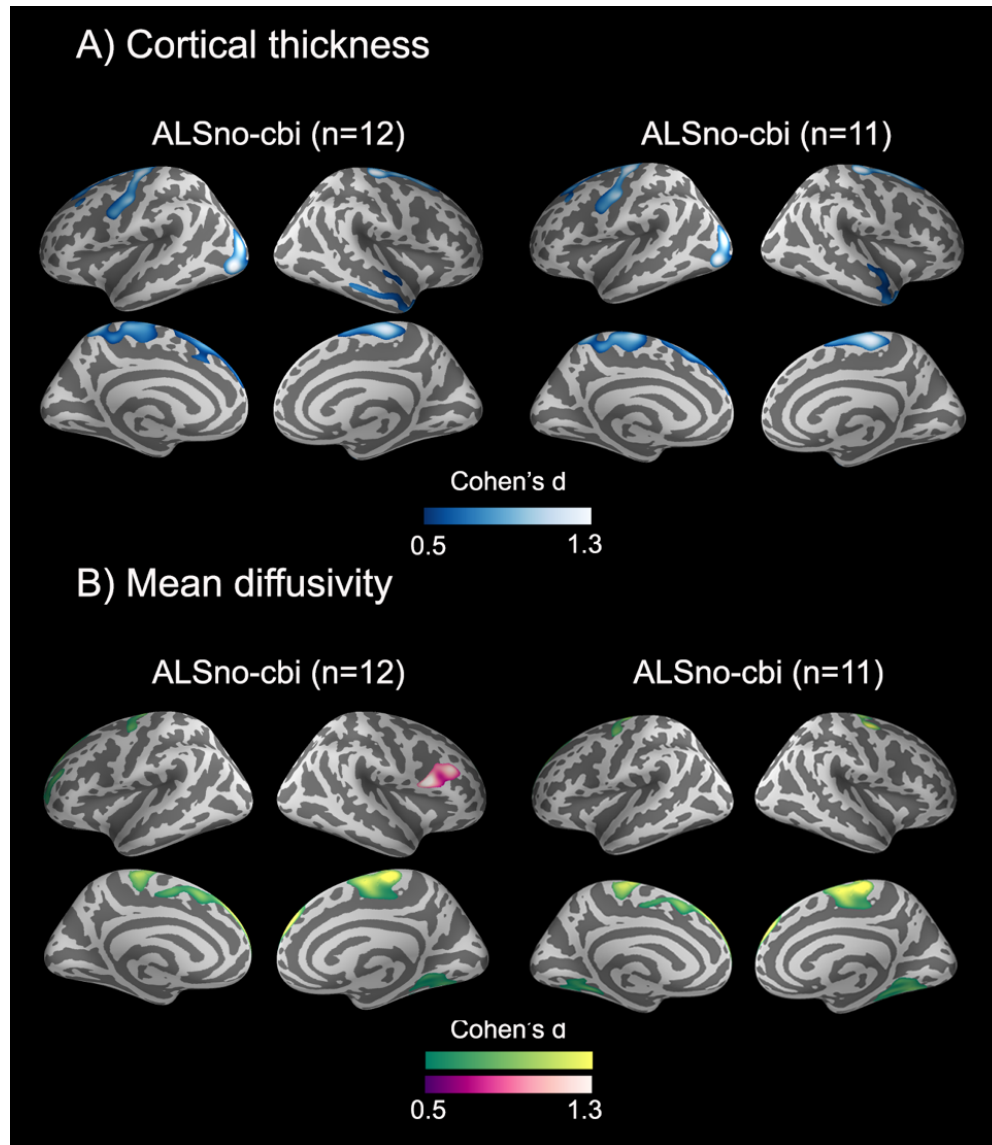 A) Cortical thickness
ALSno-cbi (n=12) ALSno-cbi (n=11)
Cohen's d
0.5 1.3
B) Mean diffusivity
ALSno-cbi (n=12) ALSno-cbi (n=11)
Cohen's d
0.5 1.3